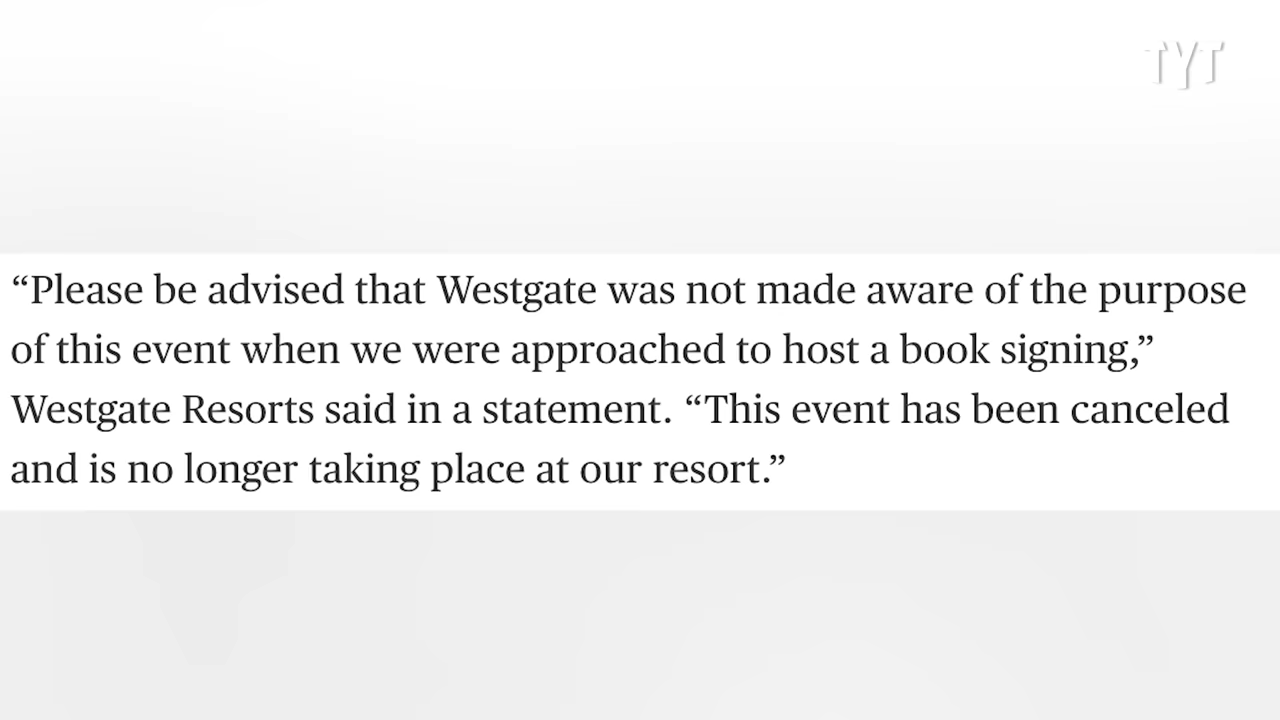 TYT
“Please be advised that Westgate was not made aware of the purpose
of this event when we were approached to host a book signing,”
Westgate Resorts said in a statement. “This event has been canceled
and is no longer taking place at our resort.”